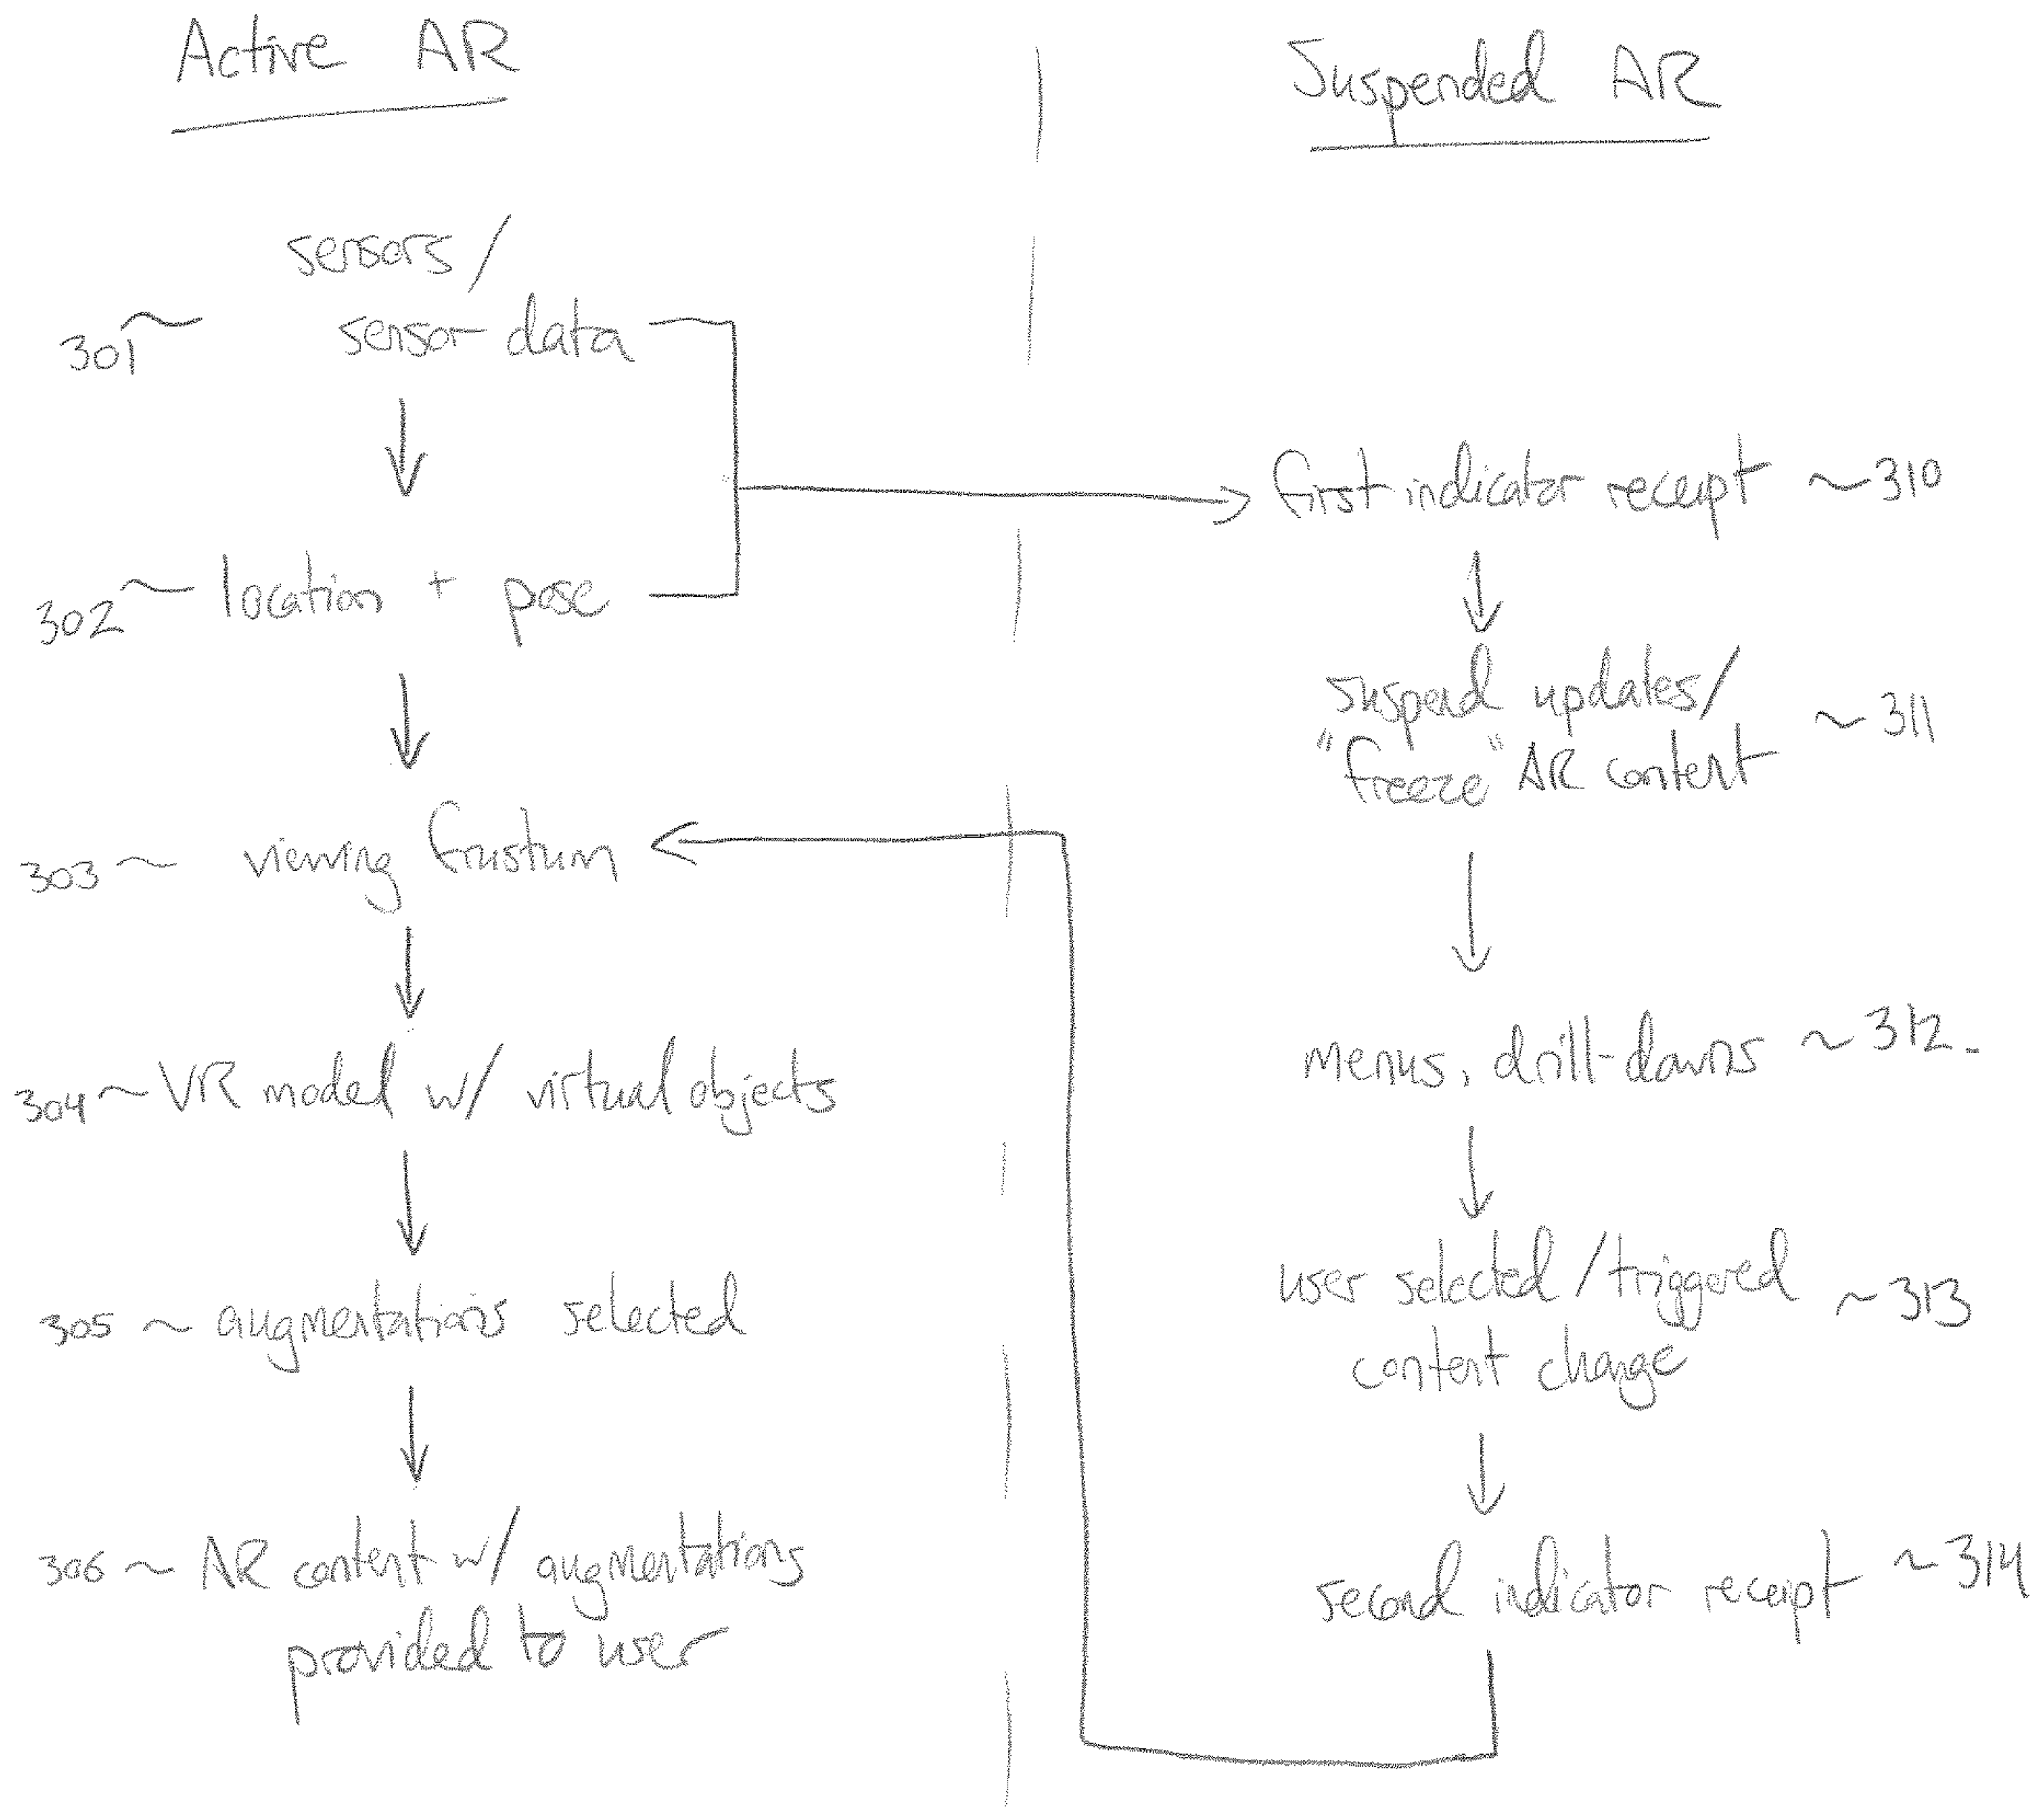 Active AR
sensors/
301 ~ sensor data
302 ~ location + pose
303 ~ viewing frustum
304 ~ VR model w/ virtual objects
305 ~ augmentations selected
306 ~ AR content w/ augmentations
provided to user
Suspended AR
first indicator receipt ~ 310
suspend updates/
"freeze" AR content ~ 311
menus, drill-downs ~ 312
user selected/triggered ~ 313
content change
second indicator receipt ~ 314